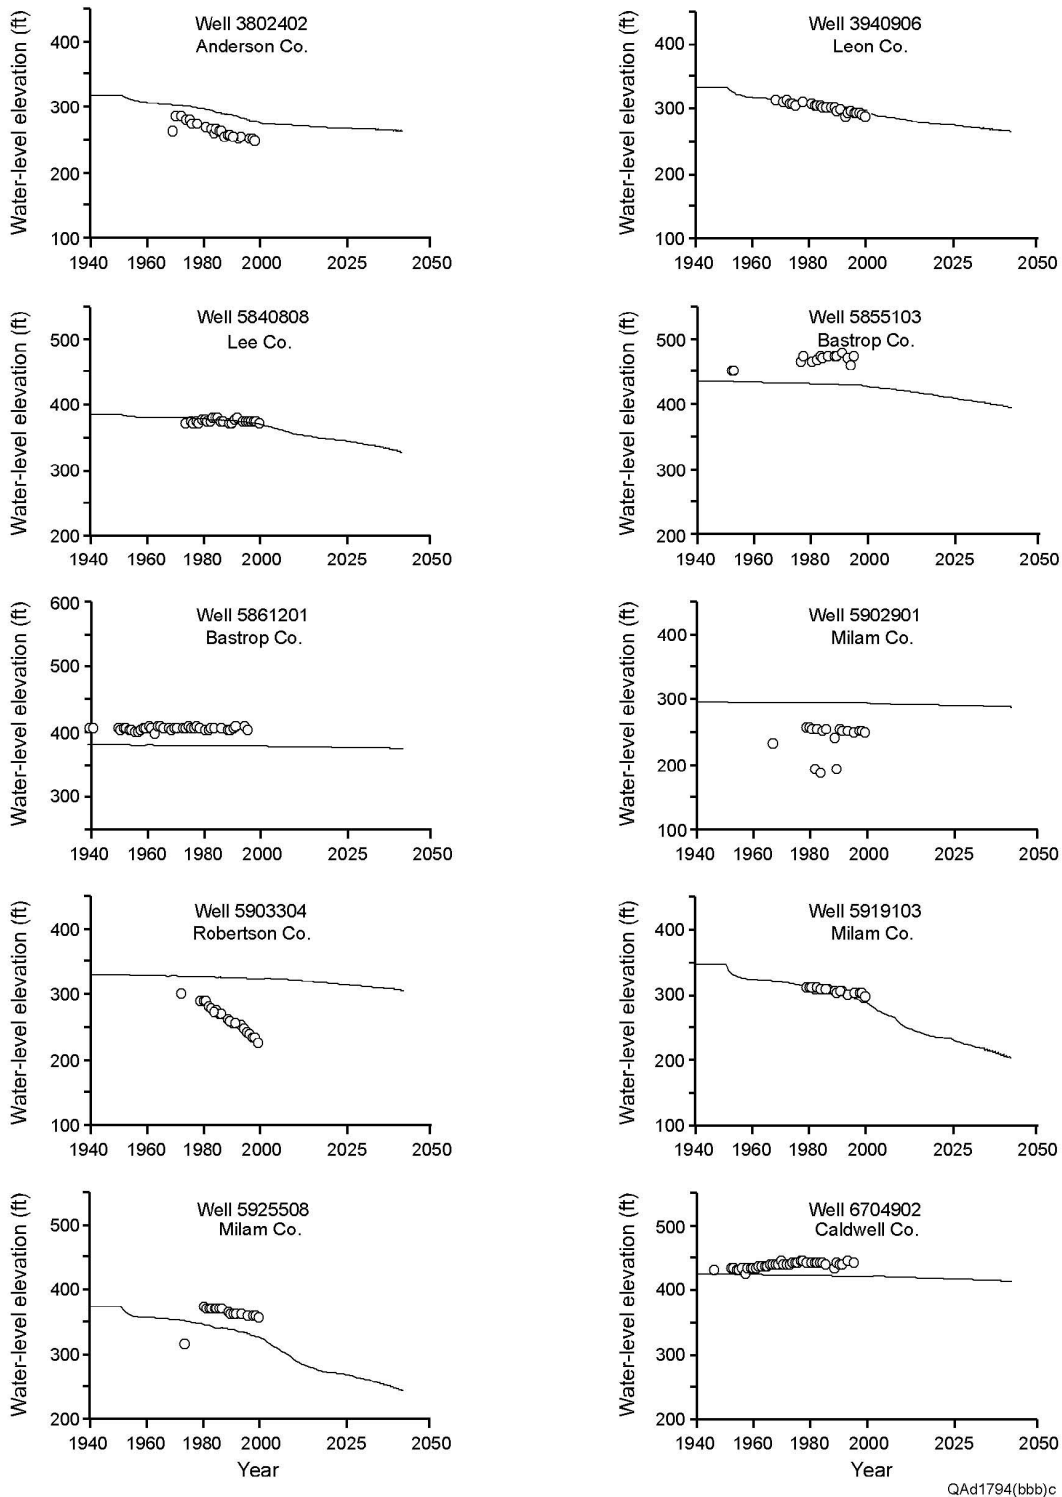 Well 3802402
Anderson Co.
Water-level elevation (ft)
400
300
200
100
1940 1960 1980 2000 2025 2050
Well 3940906
Leon Co.
Water-level elevation (ft)
400
300
200
100
1940 1960 1980 2000 2025 2050
Well 5840808
Lee Co.
Water-level elevation (ft)
500
400
300
200
1940 1960 1980 2000 2025 2050
Well 5855103
Bastrop Co.
Water-level elevation (ft)
500
400
300
200
1940 1960 1980 2000 2025 2050
Well 5861201
Bastrop Co.
Water-level elevation (ft)
600
500
400
300
1940 1960 1980 2000 2025 2050
Well 5902901
Milam Co.
Water-level elevation (ft)
400
300
200
100
1940 1960 1980 2000 2025 2050
Well 5903304
Robertson Co.
Water-level elevation (ft)
400
300
200
100
1940 1960 1980 2000 2025 2050
Well 5919103
Milam Co.
Water-level elevation (ft)
400
300
200
100
1940 1960 1980 2000 2025 2050
Well 5925508
Milam Co.
Water-level elevation (ft)
500
400
300
200
1940 1960 1980 2000 2025 2050
Year
Well 6704902
Caldwell Co.
Water-level elevation (ft)
500
400
300
200
1940 1960 1980 2000 2025 2050
Year
QAd1794(bbb)c